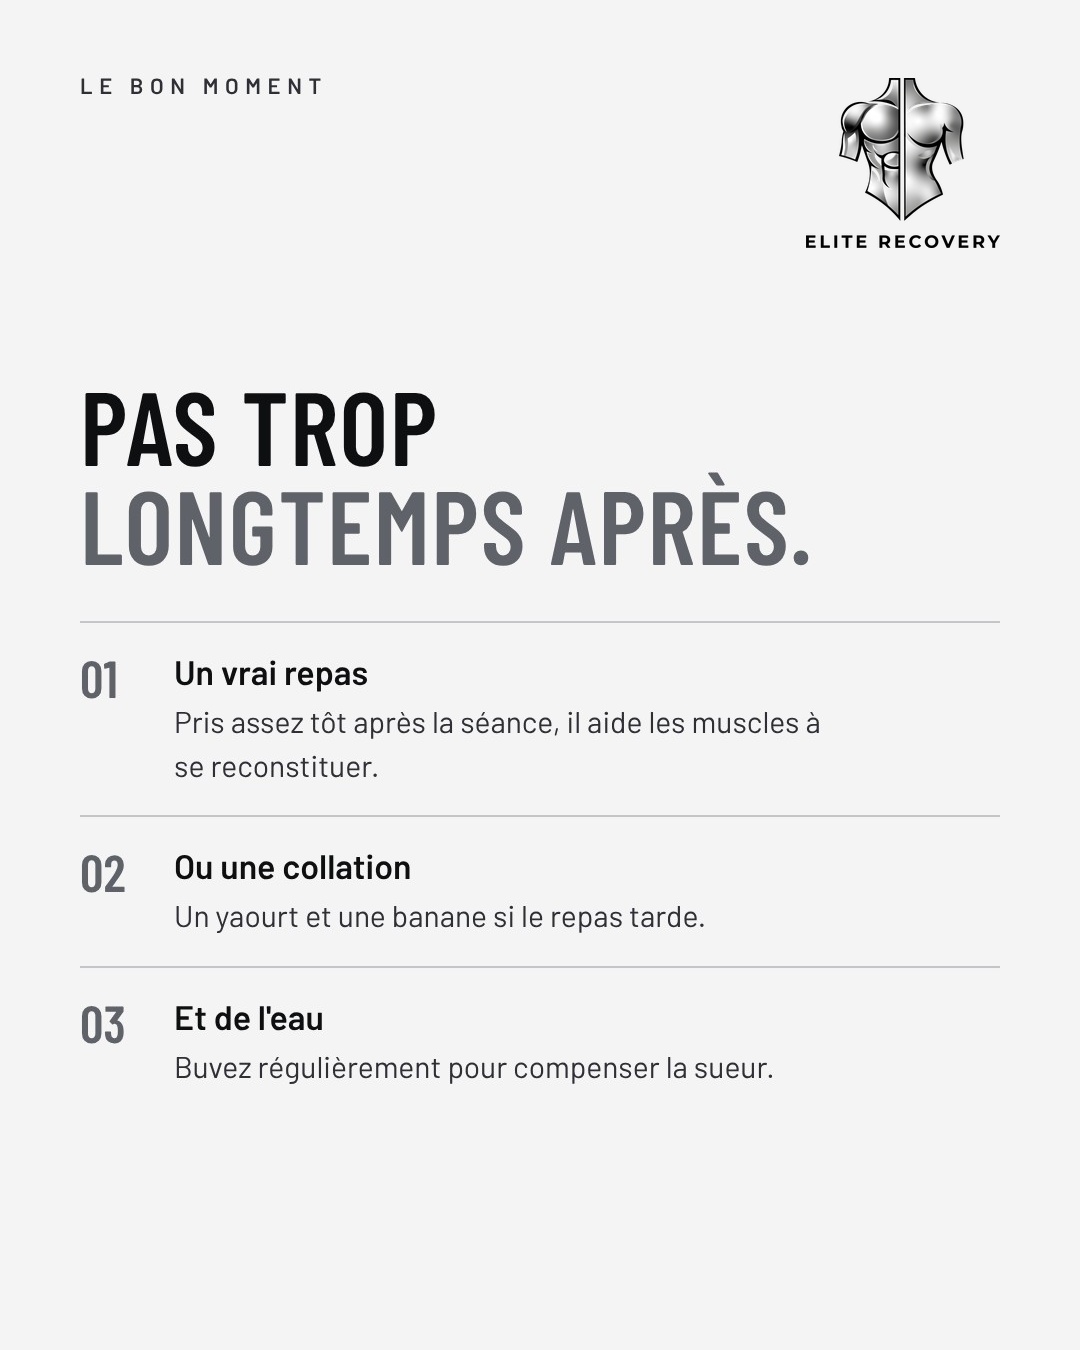 LE BON MOMENT
ELITE RECOVERY
PAS TROP
LONGTEMPS APRÈS.
01
Un vrai repas
Pris assez tôt après la séance, il aide les muscles à
se reconstituer.
02
Ou une collation
Un yaourt et une banane si le repas tarde.
03
Et de l'eau
Buvez régulièrement pour compenser la sueur.